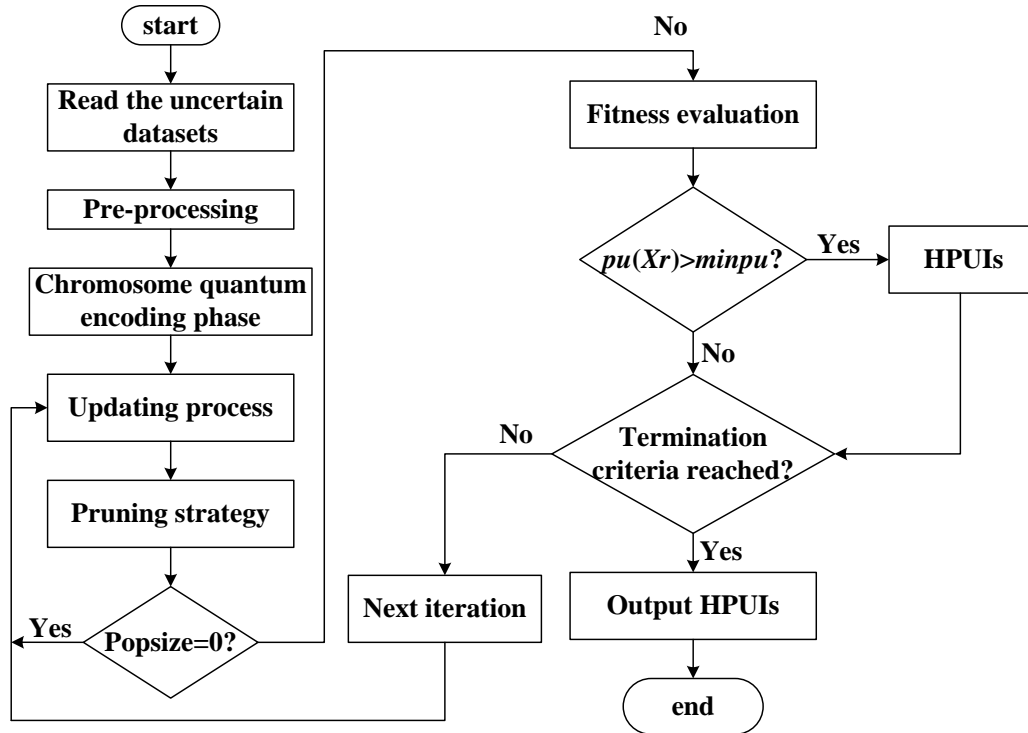 start
Read the uncertain
datasets
Pre-processing
Chromosome quantum
encoding phase
Updating process
Pruning strategy
Popsize=0?
Yes
No
Fitness evaluation
pu(Xr)>minpu?
Yes
HPUIs
No
Termination
criteria reached?
No
Yes
Next iteration
Output HPUIs
end